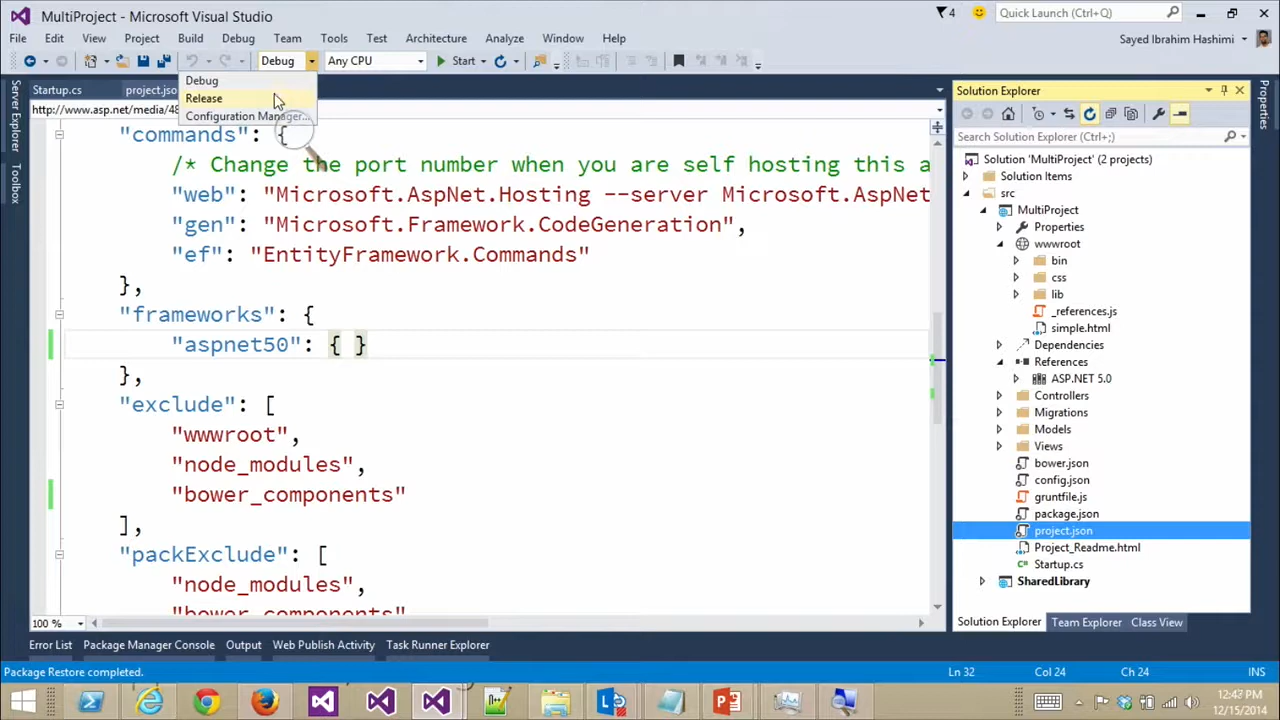 MultiProject - Microsoft Visual Studio
4
Quick Launch (Ctrl+Q)
File Edit View Project Build Debug Team Tools Test Architecture Analyze Window Help
Sayed Ibrahim Hashimi
Debug
Any CPU
Start
Debug
Release
Configuration Manager...
Server Explorer
Toolbox
Startup.cs
http://www.asp.net/media/48
"commands": {
/* Change the port number when you are self hosting this a
"web": "Microsoft.AspNet.Hosting --server Microsoft.AspNet
"gen": "Microsoft.Framework.CodeGeneration",
"ef": "EntityFramework.Commands"
},
"frameworks": {
"aspnet50": { }
},
"exclude": [
"wwwroot",
"node_modules",
"bower_components"
],
"packExclude": [
"node_modules",
"bower_components"
100 %
Solution Explorer
Search Solution Explorer (Ctrl+;)
Solution 'MultiProject' (2 projects)
Solution Items
src
MultiProject
Properties
wwwroot
bin
css
lib
_references.js
simple.html
Dependencies
References
ASP.NET 5.0
Controllers
Migrations
Models
Views
bower.json
config.json
gruntfile.js
package.json
project.json
Project_Readme.html
Startup.cs
SharedLibrary
Solution Explorer Team Explorer Class View
Properties
Error List Package Manager Console Output Web Publish Activity Task Runner Explorer
Package Restore completed.
Ln 32 Col 24 Ch 24 INS
12:47 PM
12/15/2014